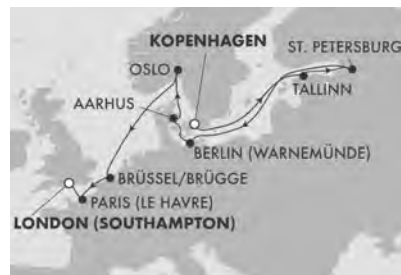 KOPENHAGEN
ST. PETERSBURG
OSLO
TALLINN
AARHUS
BERLIN (WARNEMÜNDE)
BRÜSSEL/BRÜGGE
PARIS (LE HAVRE)
LONDON (SOUTHAMPTON)